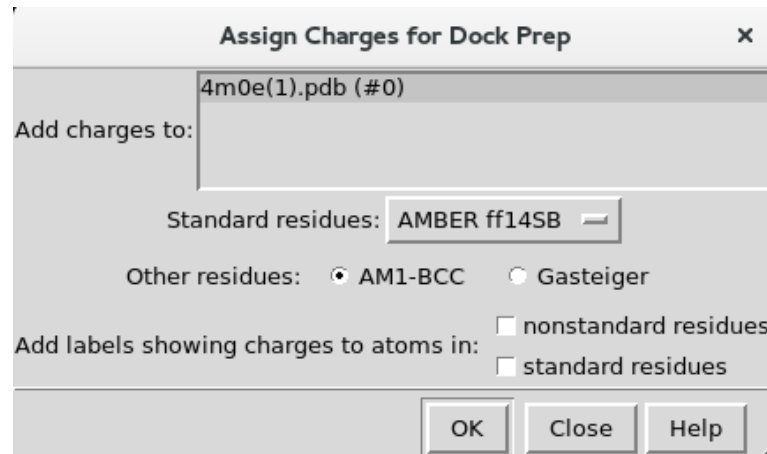 Assign Charges for Dock Prep ×
4m0e(1).pdb (#0)
Add charges to:
Standard residues: AMBER ff14SB
Other residues: AM1-BCC Gasteiger
Add labels showing charges to atoms in:
nonstandard residues
standard residues
OK Close Help